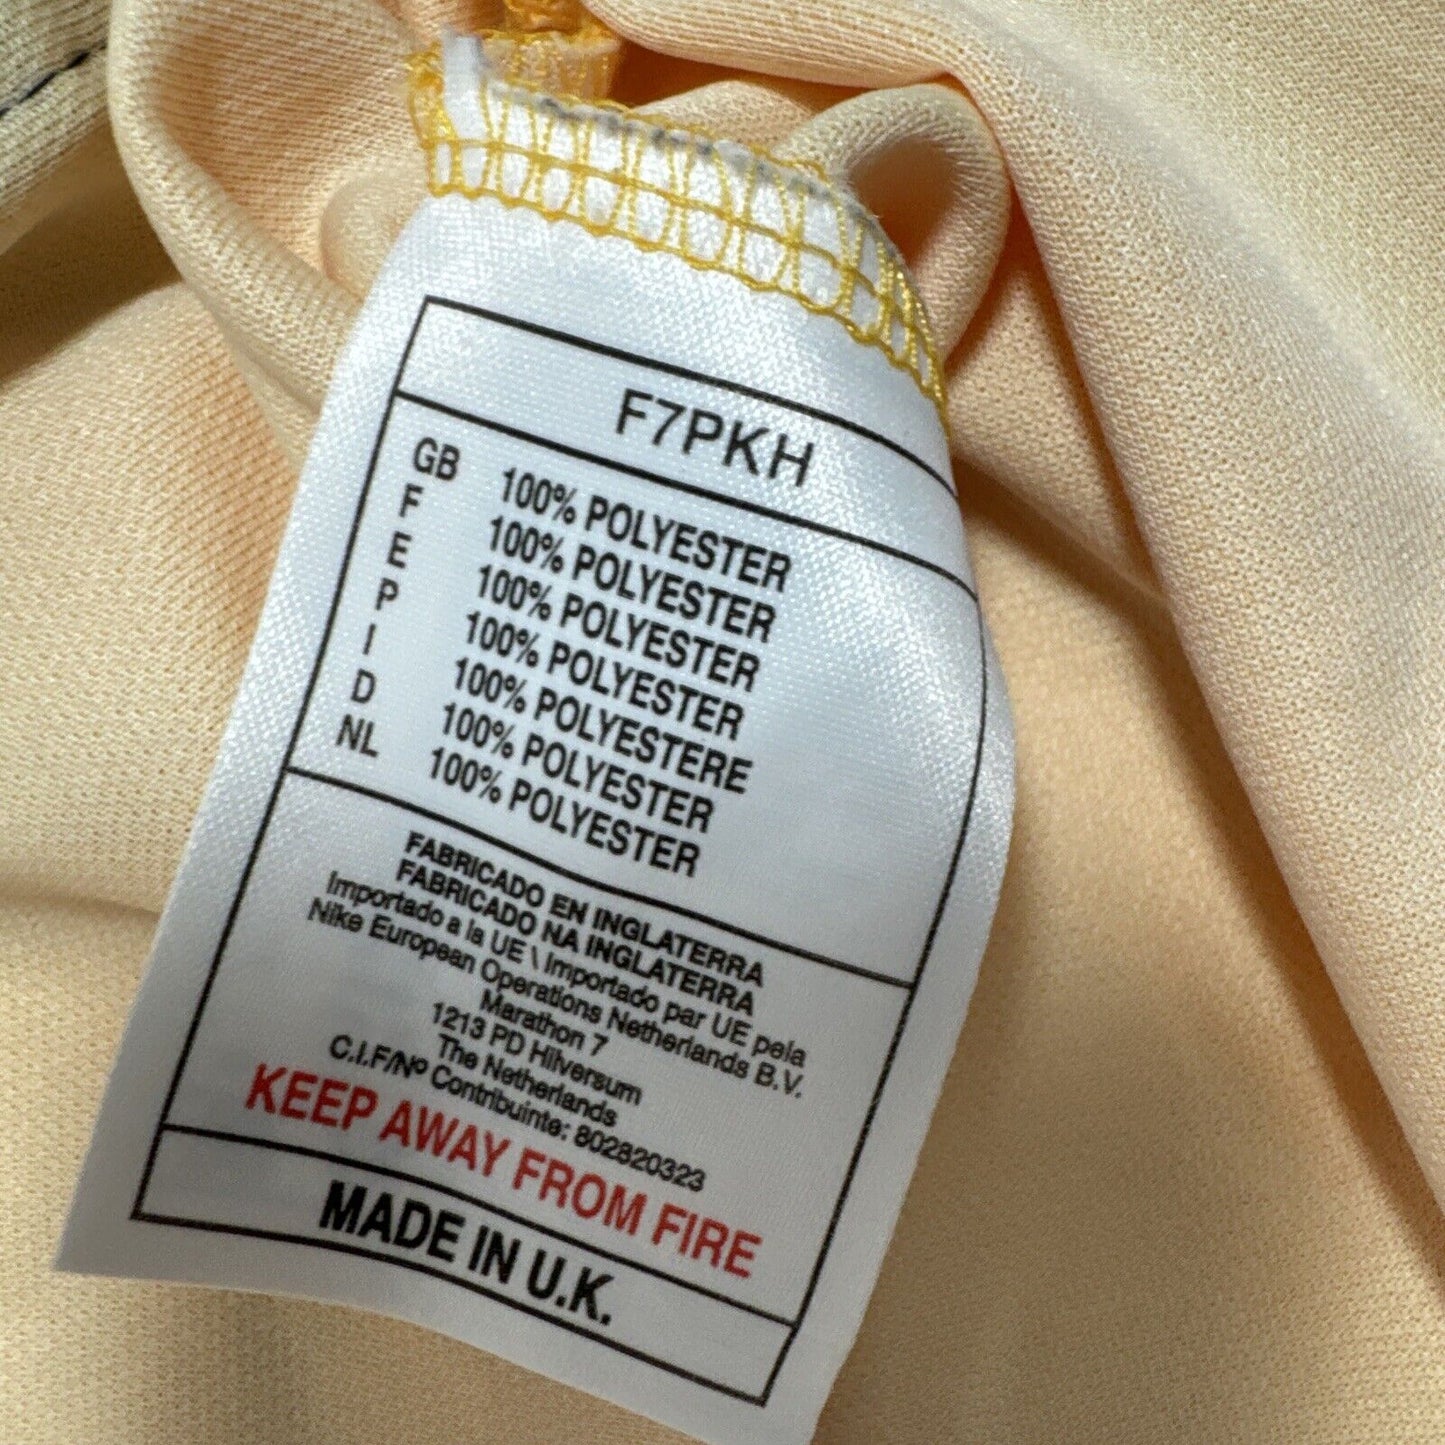 F7PKH
GB 100% POLYESTER
F 100% POLYESTER
E 100% POLYESTER
P 100% POLYESTER
I 100% POLYESTERE
D 100% POLYESTER
NL 100% POLYESTER
FABRICADO EN INGLATERRA
FABRICADO NA INGLATERRA
Importado a la UE \ Importado par UE pela
Nike European Operations Netherlands B.V.
Marathon 7
1213 PD Hilversum
The Netherlands
C.I.F/Nº Contribuinte: 802820323
KEEP AWAY FROM FIRE
MADE IN U.K.